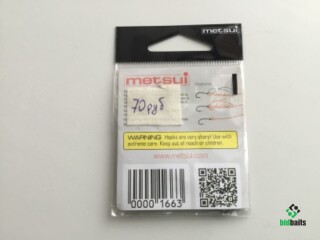 metsui
metsui
70 руб
WARNING Hooks are very sharp! Use with
extreme care. Keep out of reach of children.
www.metsui.com
0000 1663
bidbaits